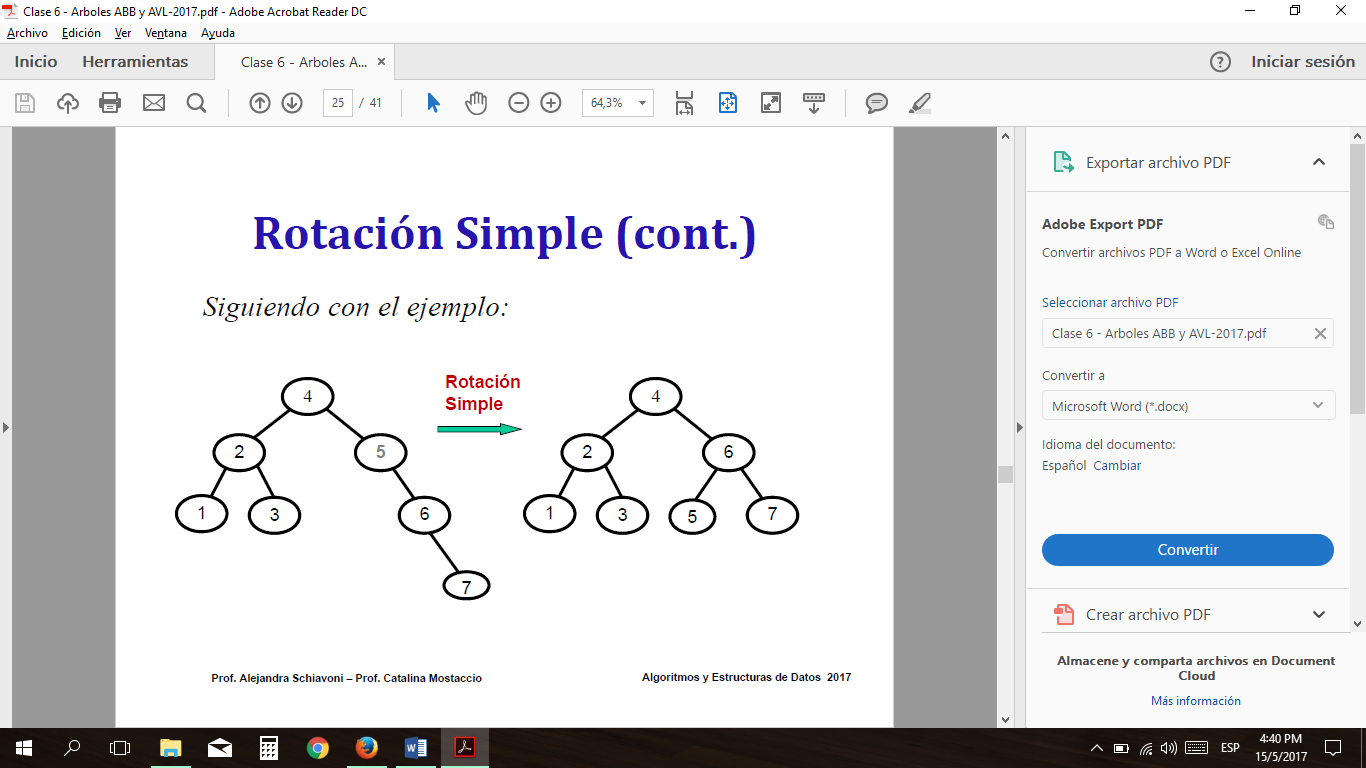 Clase 6 - Arboles ABB y AVL-2017.pdf - Adobe Acrobat Reader DC
Archivo Edición Ver Ventana Ayuda
Inicio Herramientas Clase 6 - Arboles A... × ? Iniciar sesión
25 / 41 64,3%
Rotación Simple (cont.)
Siguiendo con el ejemplo:
4
2 5
1 3 6
7
Rotación
Simple
4
2 6
1 3 5 7
Prof. Alejandra Schiavoni – Prof. Catalina Mostaccio
Algoritmos y Estructuras de Datos 2017
Exportar archivo PDF
Adobe Export PDF
Convertir archivos PDF a Word o Excel Online
Seleccionar archivo PDF
Clase 6 - Arboles ABB y AVL-2017.pdf
Convertir a
Microsoft Word (*.docx)
Idioma del documento:
Español Cambiar
Convertir
Crear archivo PDF
Almacene y comparta archivos en Document
Cloud
Más información
ESP
4:40 PM
15/5/2017